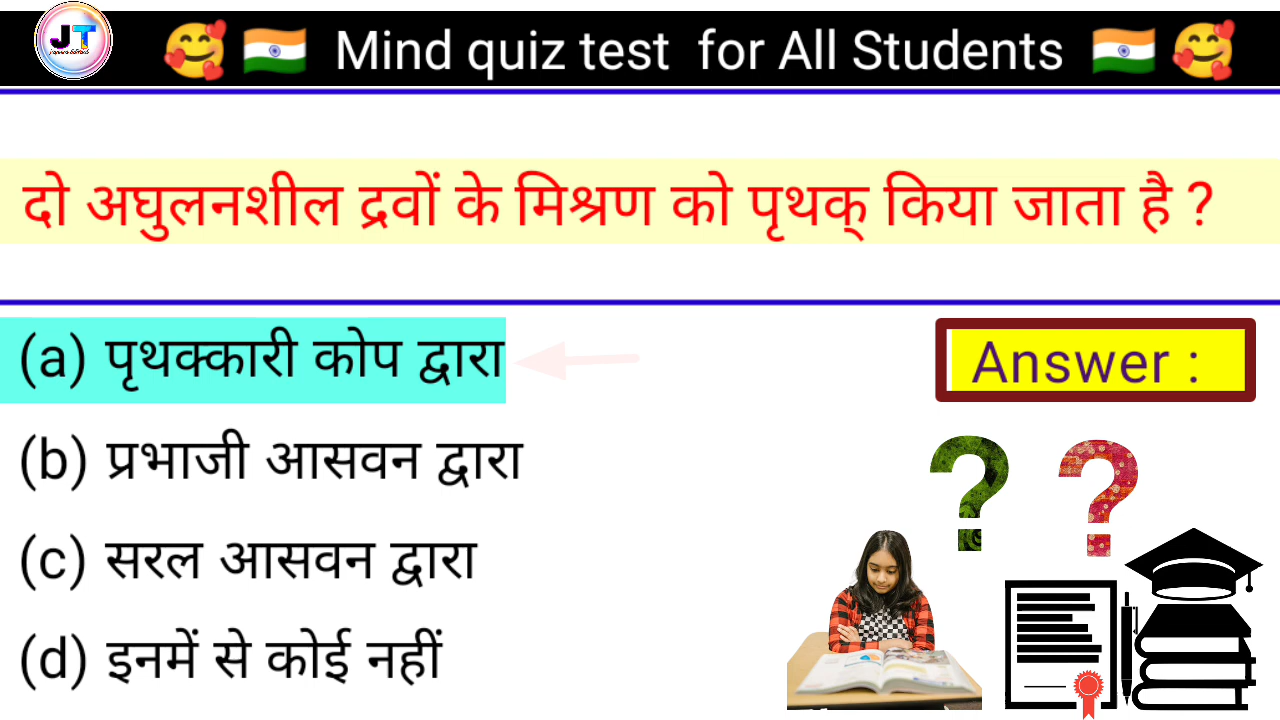 JT
Mind quiz test for All Students
दो अघुलनशील द्रवों के मिश्रण को पृथक् किया जाता है ?
(a) पृथक्कारी कोप द्वारा
Answer :
(b) प्रभाजी आसवन द्वारा
(c) सरल आसवन द्वारा
(d) इनमें से कोई नहीं